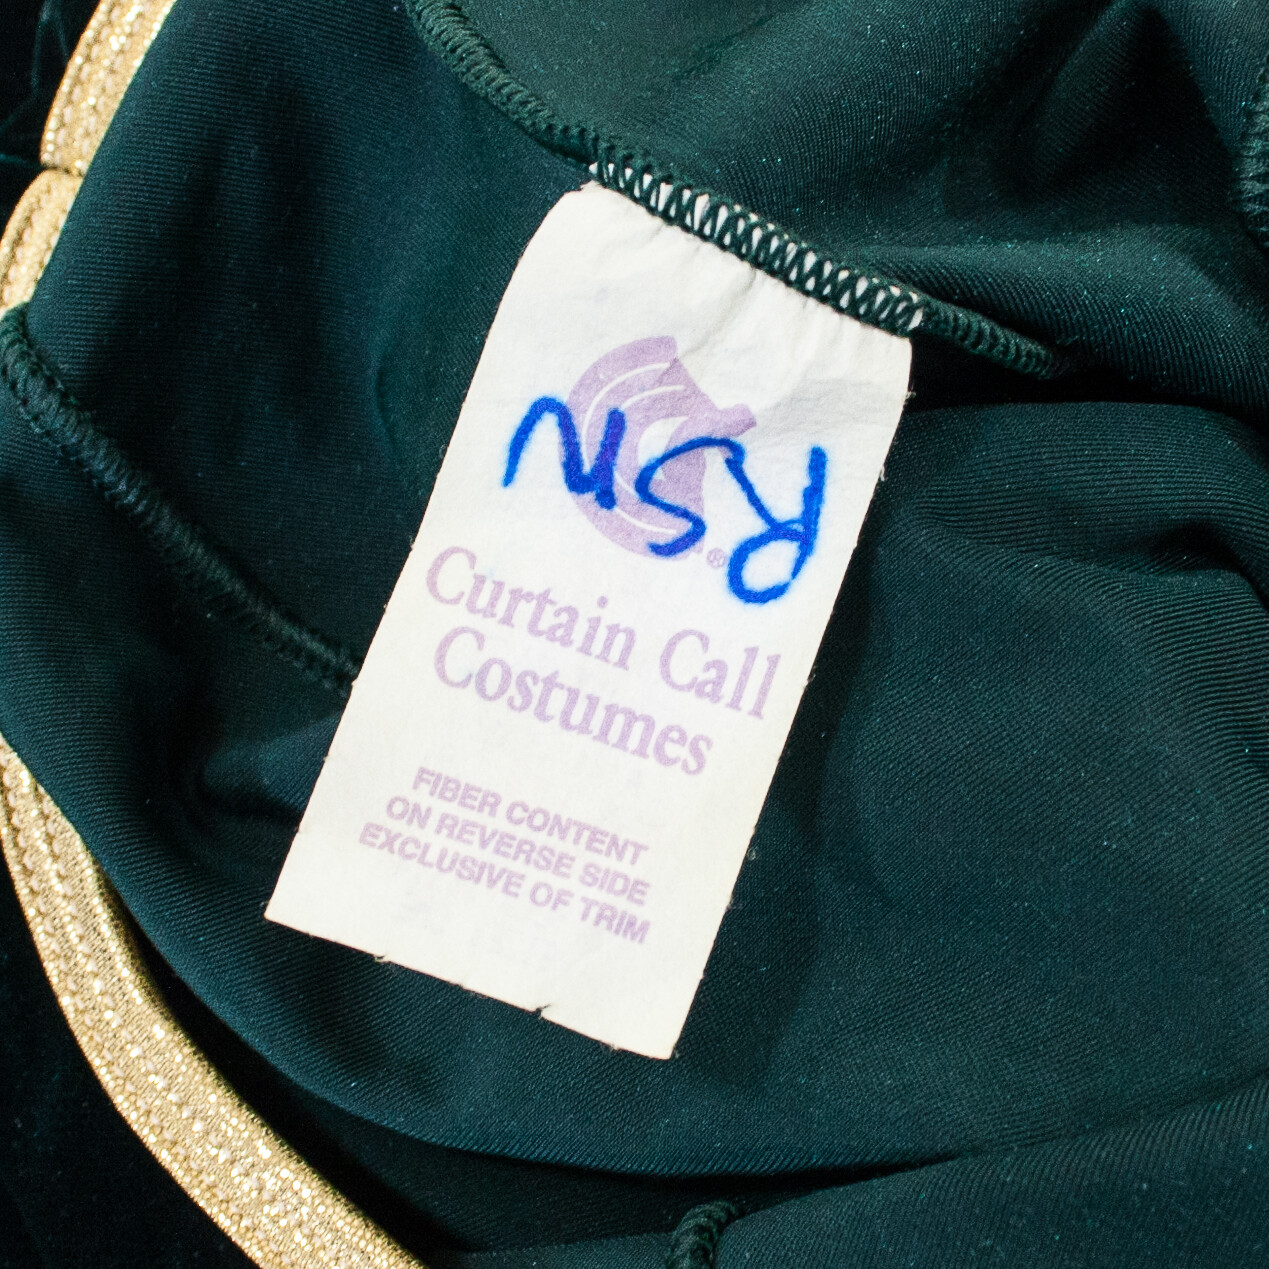 RSN
®
Curtain Call
Costumes
FIBER CONTENT
ON REVERSE SIDE
EXCLUSIVE OF TRIM